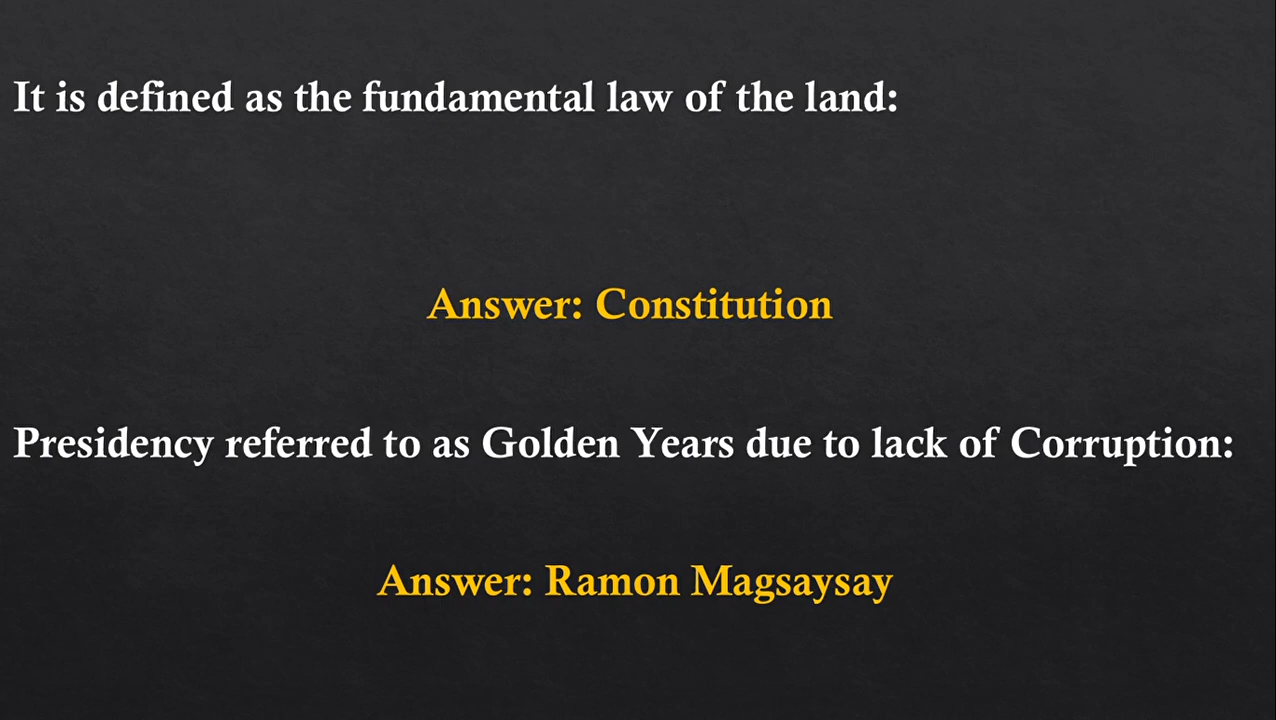 It is defined as the fundamental law of the land:
Answer: Constitution
Presidency referred to as Golden Years due to lack of Corruption:
Answer: Ramon Magsaysay